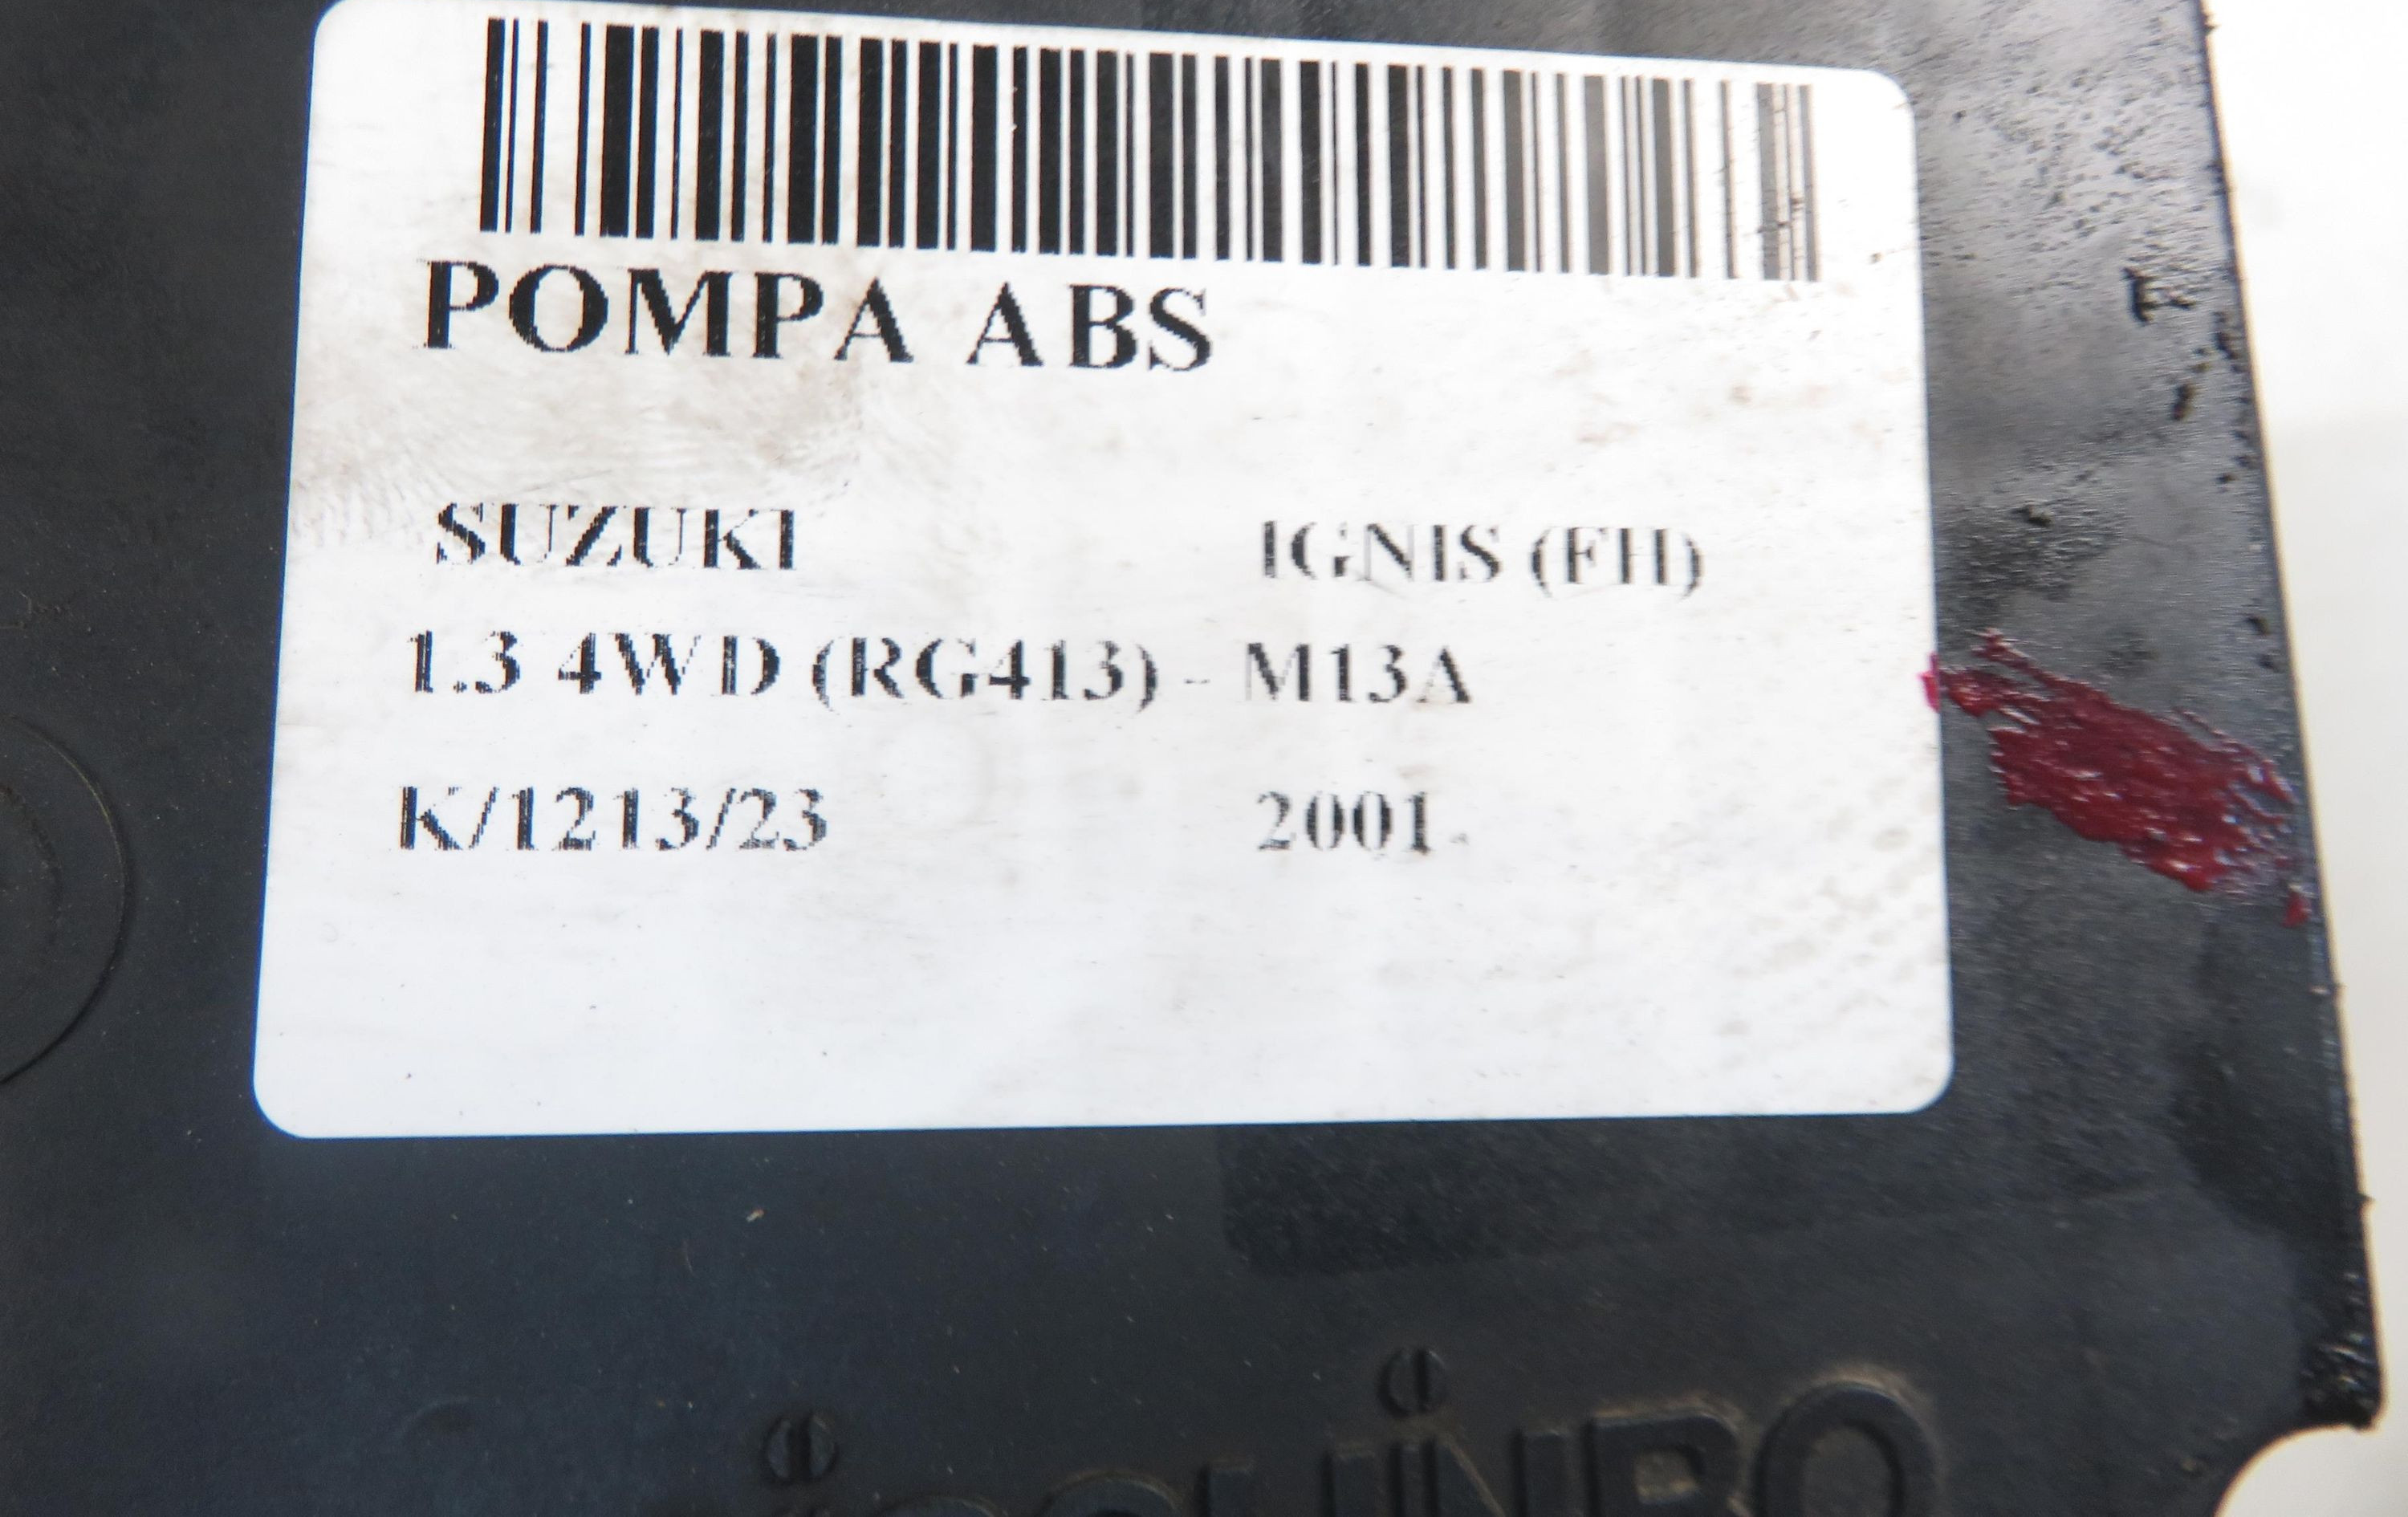 POMPA ABS
SUZUKI IGNIS (FH)
1.3 4WD (RG413) - M13A
K/1213/23 2001-